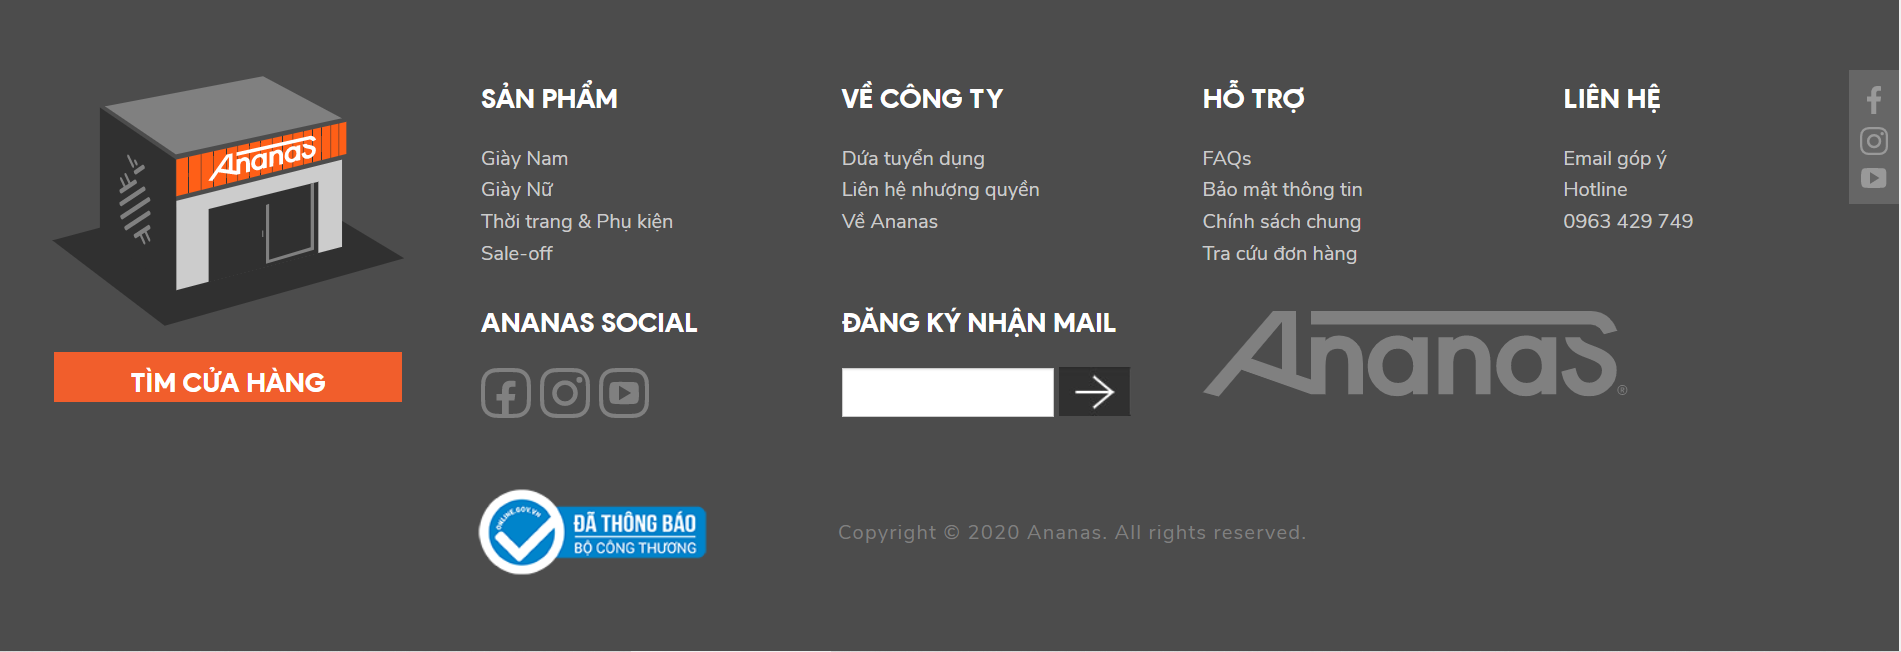 Ananas
TÌM CỬA HÀNG
SẢN PHẨM
Giày Nam
Giày Nữ
Thời trang & Phụ kiện
Sale-off
VỀ CÔNG TY
Dứa tuyển dụng
Liên hệ nhượng quyền
Về Ananas
HỖ TRỢ
FAQs
Bảo mật thông tin
Chính sách chung
Tra cứu đơn hàng
LIÊN HỆ
Email góp ý
Hotline
0963 429 749
ANANAS SOCIAL
ĐĂNG KÝ NHẬN MAIL
Ananas®
ONLINE.GOV.VN
ĐÃ THÔNG BÁO
BỘ CÔNG THƯƠNG
Copyright © 2020 Ananas. All rights reserved.